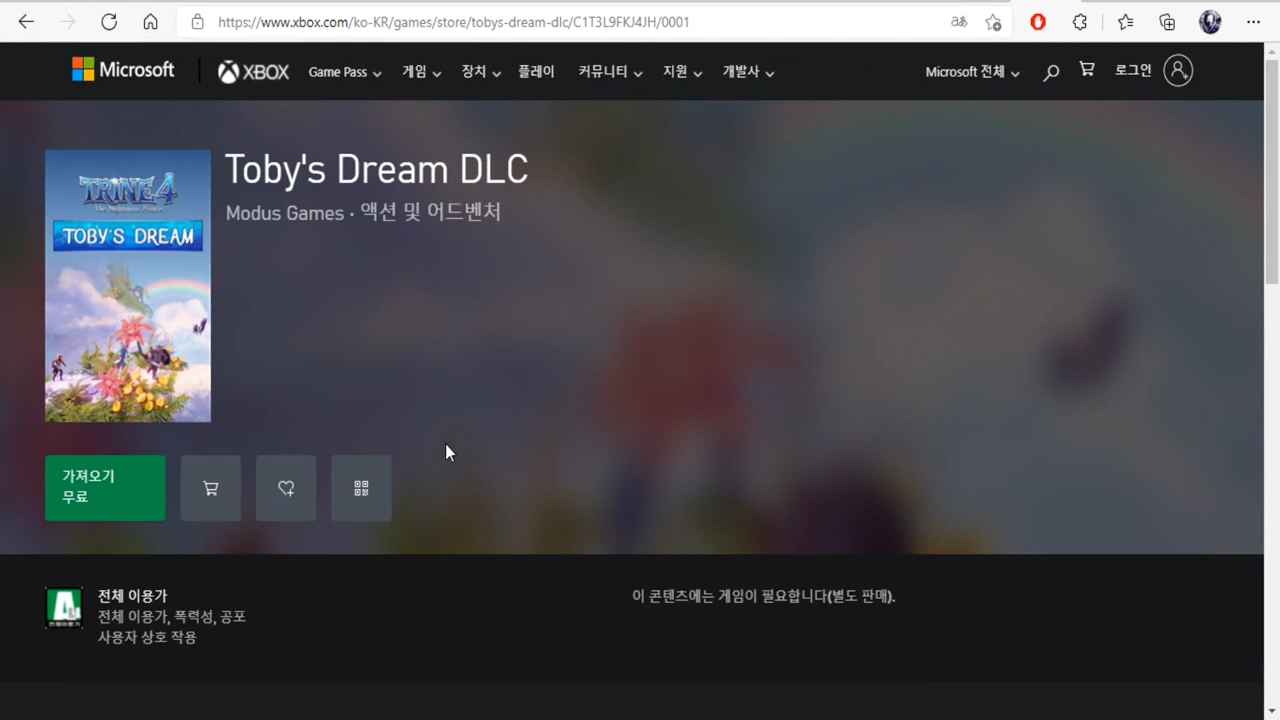 https://www.xbox.com/ko-KR/games/store/tobys-dream-dlc/C1T3L9FKJ4JH/0001
Microsoft
XBOX
Game Pass
게임
장치
플레이
커뮤니티
지원
개발사
Microsoft 전체
로그인
TRINE 4
The Nightmare Prince
TOBY'S DREAM
Toby's Dream DLC
Modus Games · 액션 및 어드벤처
가져오기
무료
전체 이용가
전체 이용가, 폭력성, 공포
사용자 상호 작용
이 콘텐츠에는 게임이 필요합니다(별도 판매).